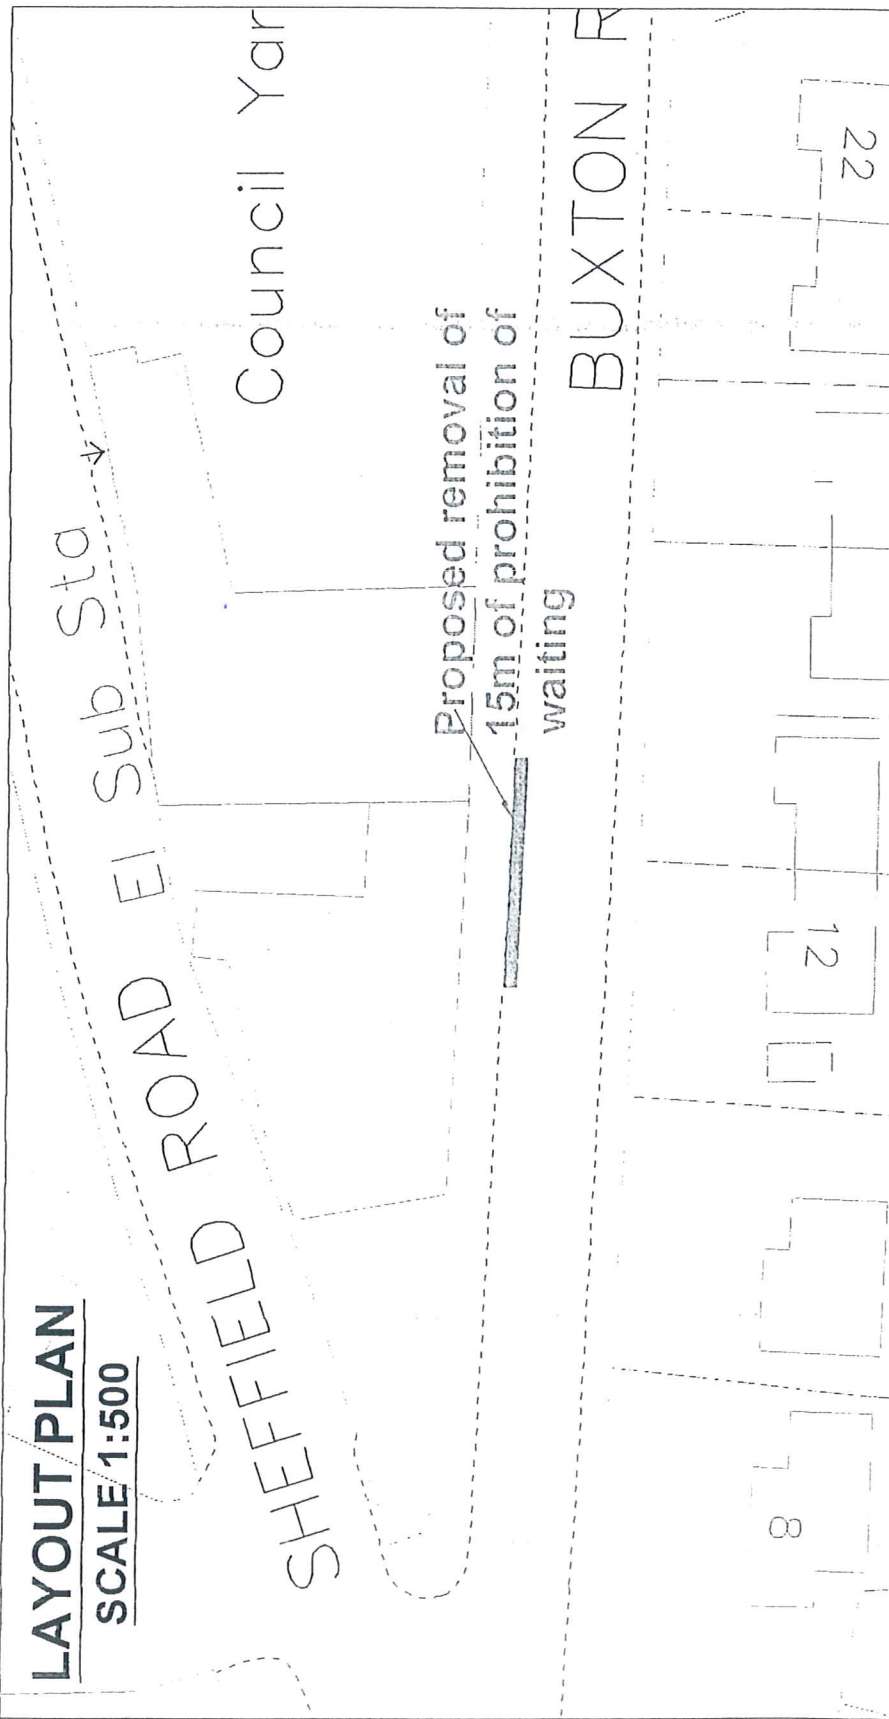 LAYOUT PLAN
SCALE 1:500
SHEFFIELD ROAD
El Sub Sta
Council Yar
Proposed removal of
15m of prohibition of
waiting
BUXTON R
8
12
22